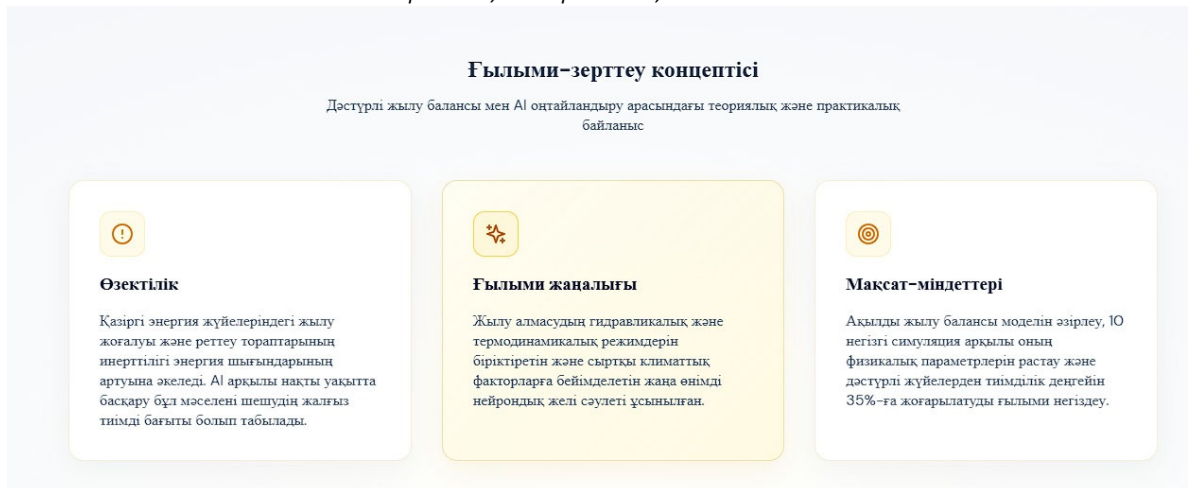 Ғылыми-зерттеу концептісі
Дәстүрлі жылу балансы мен AI оңтайландыру арасындағы теориялық және практикалық
байланыс
Өзектілік
Қазіргі энергия жүйелеріндегі жылу
жоғалуы және реттеу тораптарының
инерттілігі энергия шығындарының
артуына әкеледі. AI арқылы нақты уақытта
басқару бұл мәселені шешудің жалғыз
тиімді бағыты болып табылады.
Ғылыми жаңалығы
Жылу алмасудың гидравликалық және
термодинамикалық режимдерін
біріктіретін және сыртқы климаттық
факторларға бейімделетін жаңа өнімді
нейрондық желі сәулеті ұсынылған.
Мақсат-міндеттері
Ақылды жылу балансы моделін әзірлеу, 10
негізгі симуляция арқылы оның
физикалық параметрлерін растау және
дәстүрлі жүйелерден тиімділік деңгейін
35%-ға жоғарылатуды ғылыми негіздеу.